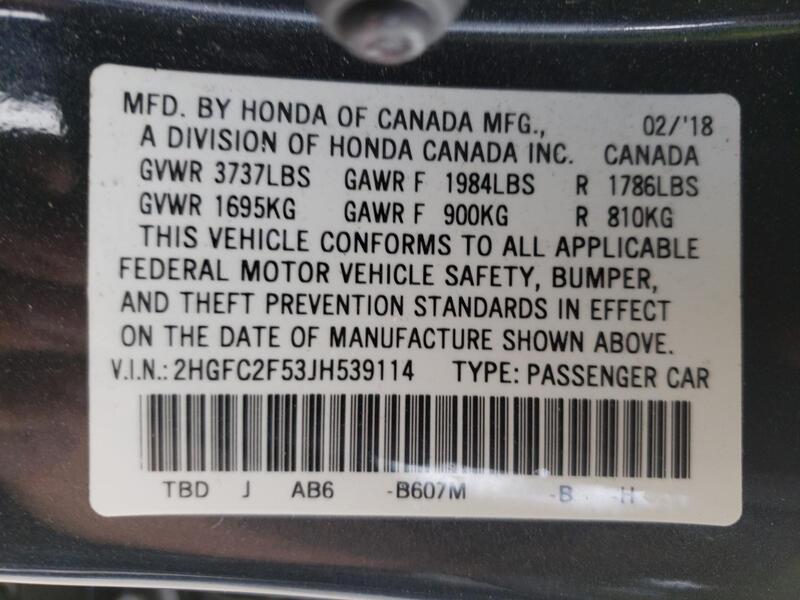 MFD. BY HONDA OF CANADA MFG., 02/'18
A DIVISION OF HONDA CANADA INC. CANADA
GVWR 3737LBS GAWR F 1984LBS R 1786LBS
GVWR 1695KG GAWR F 900KG R 810KG
THIS VEHICLE CONFORMS TO ALL APPLICABLE
FEDERAL MOTOR VEHICLE SAFETY, BUMPER,
AND THEFT PREVENTION STANDARDS IN EFFECT
ON THE DATE OF MANUFACTURE SHOWN ABOVE.
V.I.N.: 2HGFC2F53JH539114 TYPE: PASSENGER CAR
TBD J AB6 -B607M -B -H